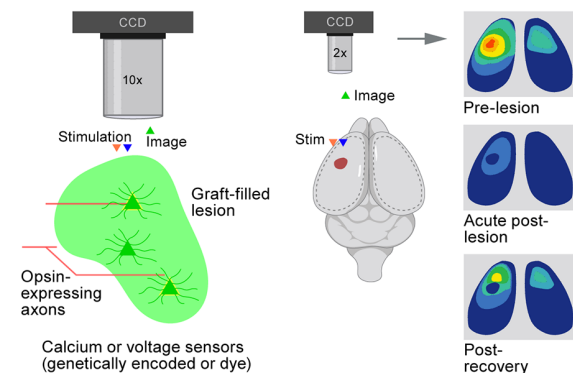 CCD
10x
Stimulation
Image
Graft-filled
lesion
Opsin-
expressing
axons
Calcium or voltage sensors
(genetically encoded or dye)
CCD
2x
Image
Stim
Pre-lesion
Acute post-
lesion
Post-
recovery